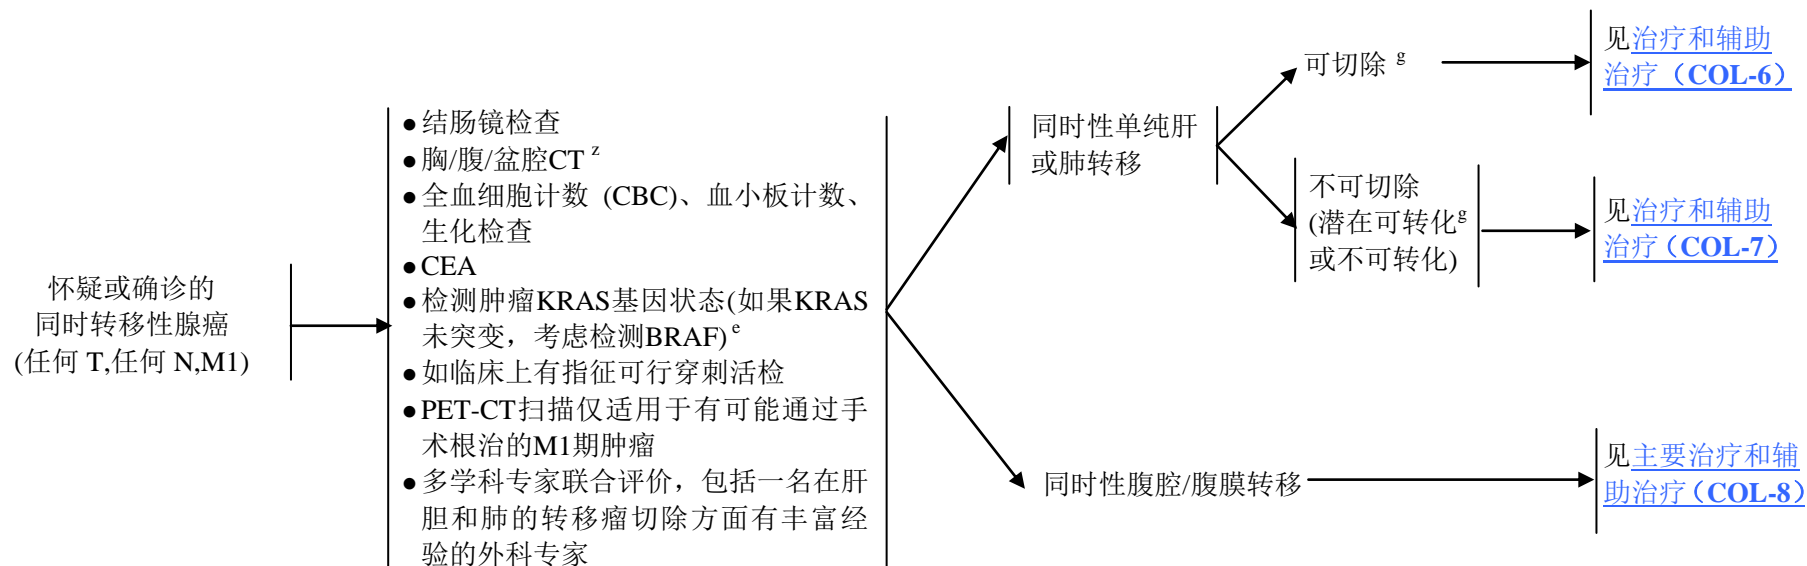 怀疑或确诊的
同时转移性腺癌
(任何 T,任何 N,M1)
●结肠镜检查
●胸/腹/盆腔CT z
●全血细胞计数 (CBC)、血小板计数、
生化检查
●CEA
●检测肿瘤KRAS基因状态(如果KRAS
未突变，考虑检测BRAF) e
●如临床上有指征可行穿刺活检
●PET-CT扫描仅适用于有可能通过手
术根治的M1期肿瘤
●多学科专家联合评价，包括一名在肝
胆和肺的转移瘤切除方面有丰富经
验的外科专家
同时性单纯肝
或肺转移
可切除 g
见治疗和辅助
治疗（COL-6）
不可切除
(潜在可转化g
或不可转化)
见治疗和辅助
治疗（COL-7）
同时性腹腔/腹膜转移
见主要治疗和辅
助治疗（COL-8）